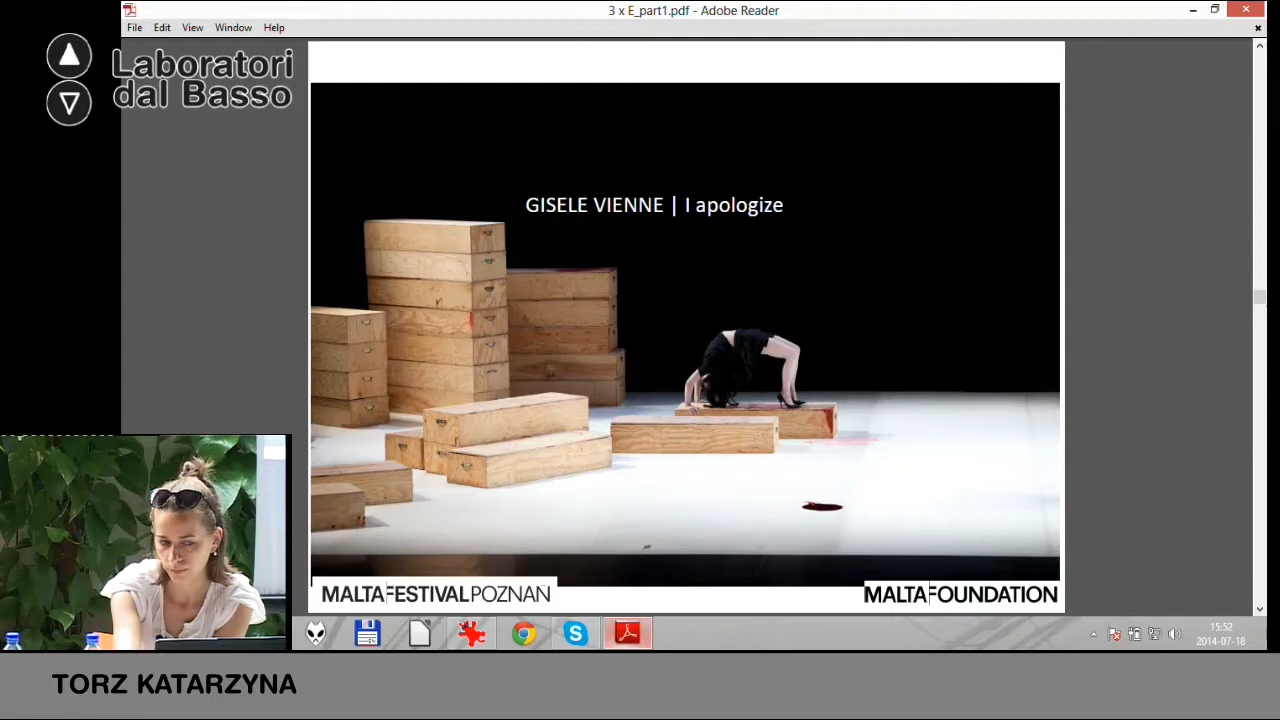 3 x E_part1.pdf - Adobe Reader
File Edit View Window Help
Laboratori
dal Basso
GISELE VIENNE | I apologize
MALTAFESTIVALPOZNAŃ
MALTAFOUNDATION
15:52
2014-07-18
TORZ KATARZYNA